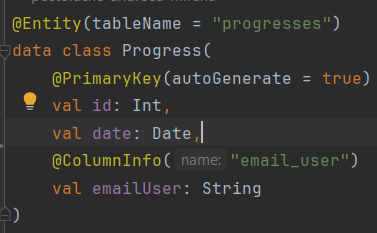 @Entity(tableName = "progresses")
data class Progress(
@PrimaryKey(autoGenerate = true)
val id: Int,
val date: Date,
@ColumnInfo( name: "email_user")
val emailUser: String
)